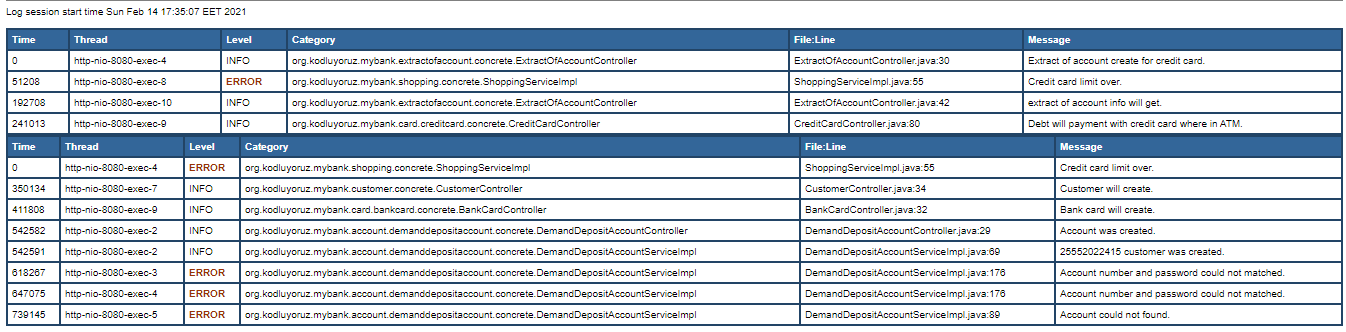 Log session start time Sun Feb 14 17:35:07 EET 2021
Time Thread Level Category File:Line Message
0 http-nio-8080-exec-4 INFO org.kodluyoruz.mybank.extractofaccount.concrete.ExtractOfAccountController ExtractOfAccountController.java:30 Extract of account create for credit card.
51208 http-nio-8080-exec-8 ERROR org.kodluyoruz.mybank.shopping.concrete.ShoppingServiceImpl ShoppingServiceImpl.java:55 Credit card limit over.
192708 http-nio-8080-exec-10 INFO org.kodluyoruz.mybank.extractofaccount.concrete.ExtractOfAccountController ExtractOfAccountController.java:42 extract of account info will get.
241013 http-nio-8080-exec-9 INFO org.kodluyoruz.mybank.card.creditcard.concrete.CreditCardController CreditCardController.java:80 Debt will payment with credit card where in ATM.
Time Thread Level Category File:Line Message
0 http-nio-8080-exec-4 ERROR org.kodluyoruz.mybank.shopping.concrete.ShoppingServiceImpl ShoppingServiceImpl.java:55 Credit card limit over.
350134 http-nio-8080-exec-7 INFO org.kodluyoruz.mybank.customer.concrete.CustomerController CustomerController.java:34 Customer will create.
411808 http-nio-8080-exec-9 INFO org.kodluyoruz.mybank.card.bankcard.concrete.BankCardController BankCardController.java:32 Bank card will create.
542582 http-nio-8080-exec-2 INFO org.kodluyoruz.mybank.account.demanddepositaccount.concrete.DemandDepositAccountController DemandDepositAccountController.java:29 Account was created.
542591 http-nio-8080-exec-2 INFO org.kodluyoruz.mybank.account.demanddepositaccount.concrete.DemandDepositAccountServiceImpl DemandDepositAccountServiceImpl.java:69 25552022415 customer was created.
618267 http-nio-8080-exec-3 ERROR org.kodluyoruz.mybank.account.demanddepositaccount.concrete.DemandDepositAccountServiceImpl DemandDepositAccountServiceImpl.java:176 Account number and password could not matched.
647075 http-nio-8080-exec-4 ERROR org.kodluyoruz.mybank.account.demanddepositaccount.concrete.DemandDepositAccountServiceImpl DemandDepositAccountServiceImpl.java:176 Account number and password could not matched.
739145 http-nio-8080-exec-5 ERROR org.kodluyoruz.mybank.account.demanddepositaccount.concrete.DemandDepositAccountServiceImpl DemandDepositAccountServiceImpl.java:89 Account could not found.